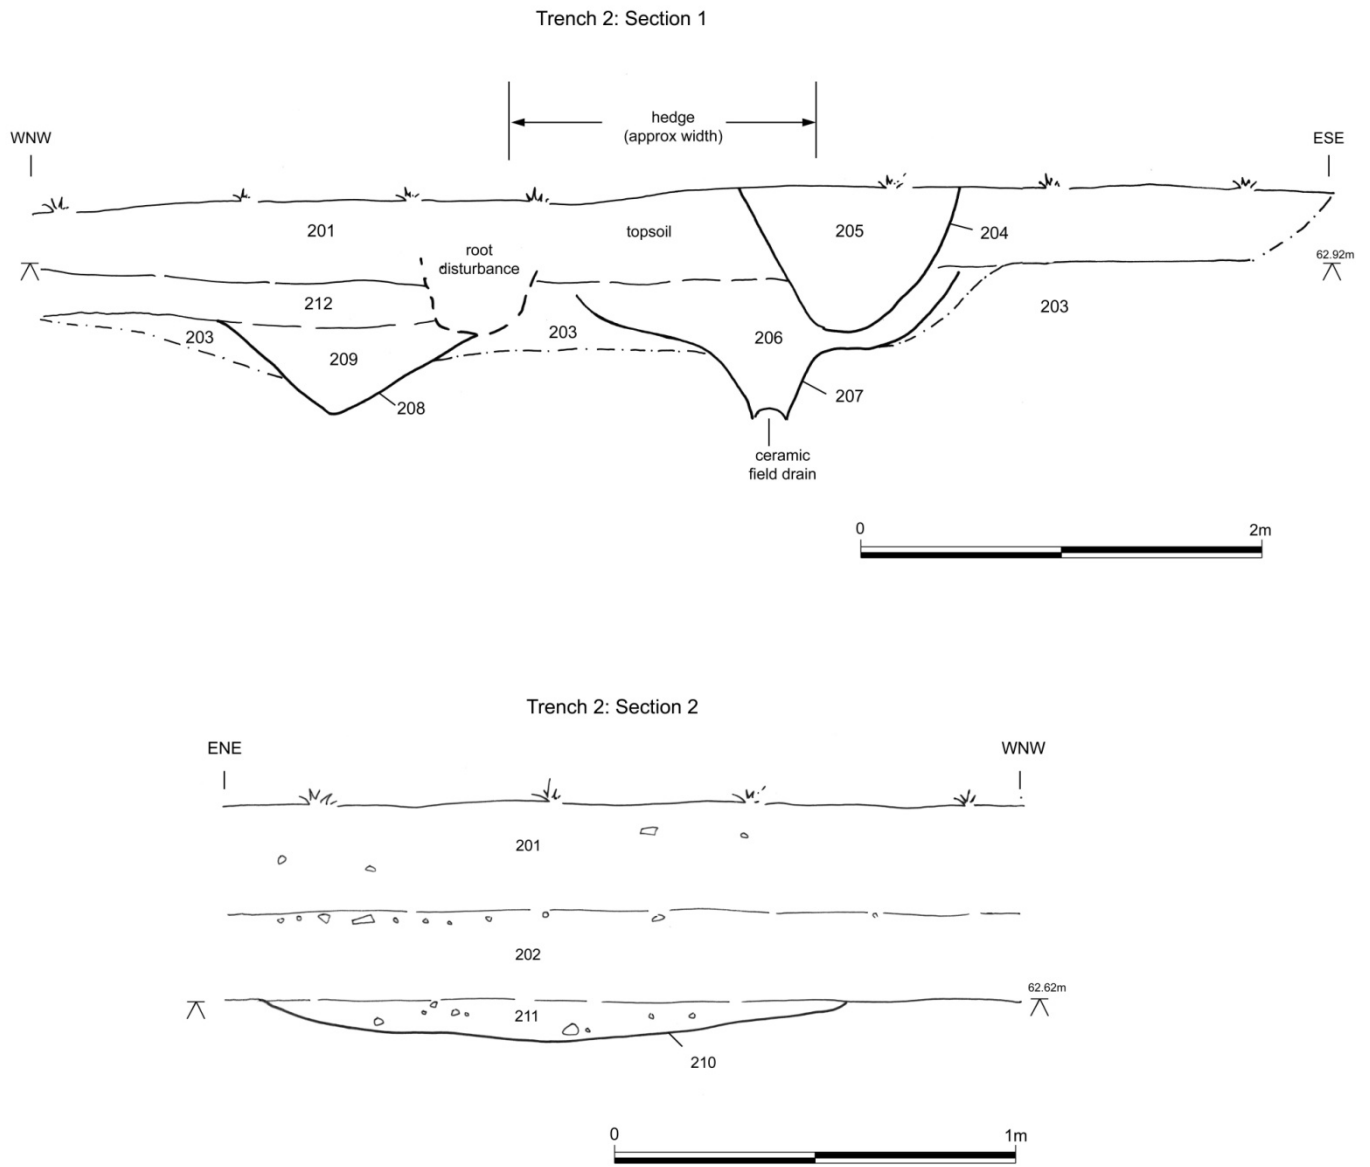 Trench 2: Section 1
hedge
(approx width)
WNW
ESE
201
root
disturbance
topsoil
205
204
62.92m
212
203
209
203
206
203
208
207
ceramic
field drain
0
2m
Trench 2: Section 2
ENE
WNW
201
202
62.62m
211
210
0
1m